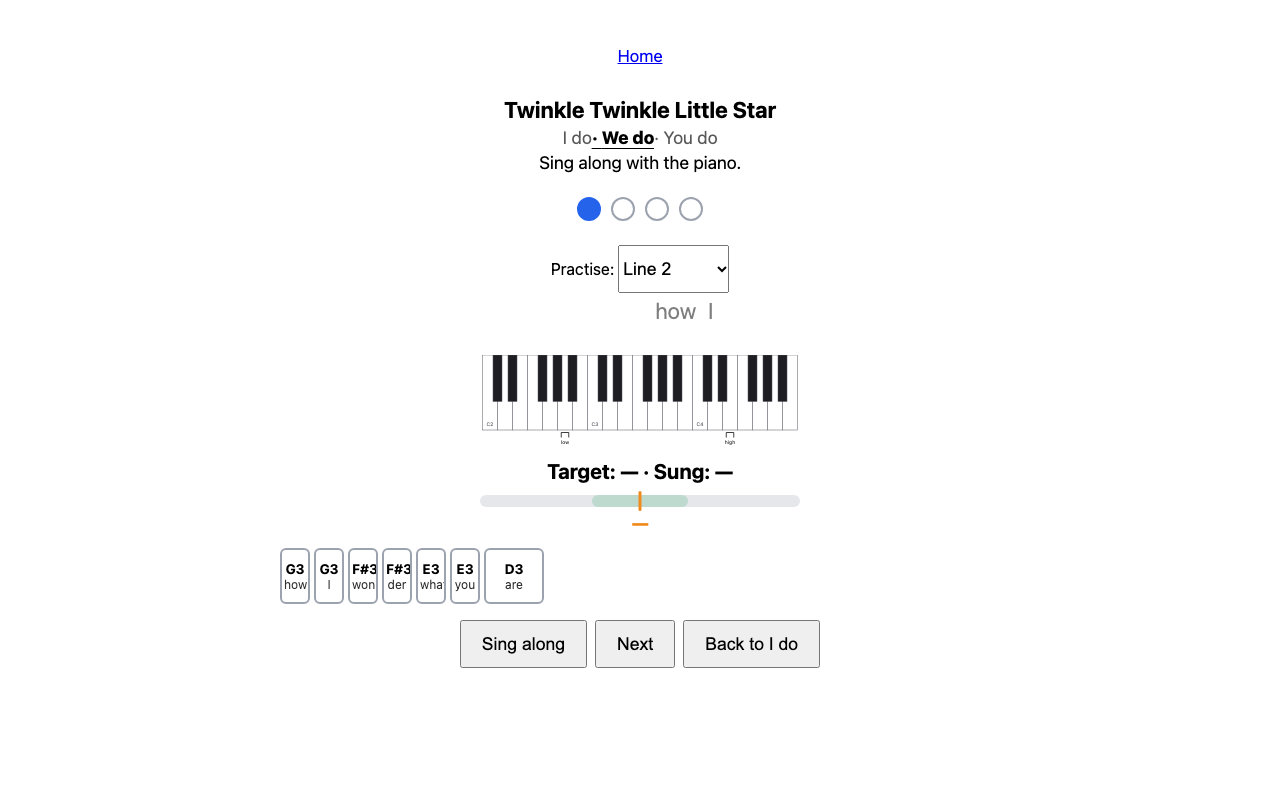 Home
Twinkle Twinkle Little Star
I do · We do · You do
Sing along with the piano.
Practise: Line 2
how I
C2 C3 C4
low high
Target: — · Sung: —
—
G3 G3 F#3 F#3 E3 E3 D3
how I won der what you are
Sing along Next Back to I do